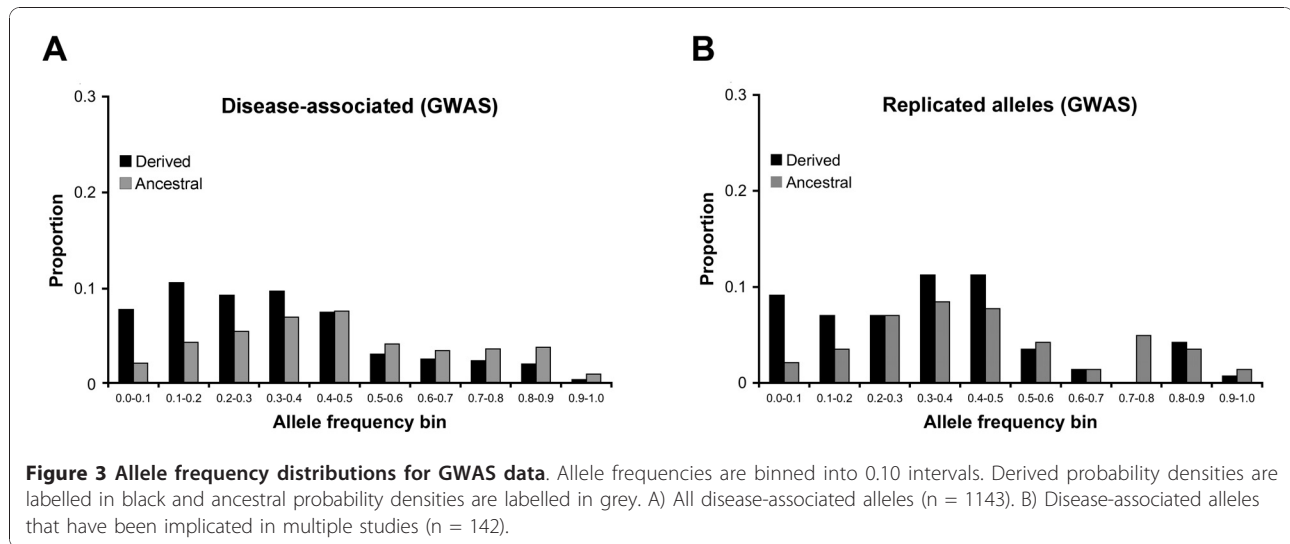 A
0.3
0.2
0.1
0
Proportion
Disease-associated (GWAS)
Derived
Ancestral
0.0-0.1 0.1-0.2 0.2-0.3 0.3-0.4 0.4-0.5 0.5-0.6 0.6-0.7 0.7-0.8 0.8-0.9 0.9-1.0
Allele frequency bin
B
0.3
0.2
0.1
0
Proportion
Replicated alleles (GWAS)
Derived
Ancestral
0.0-0.1 0.1-0.2 0.2-0.3 0.3-0.4 0.4-0.5 0.5-0.6 0.6-0.7 0.7-0.8 0.8-0.9 0.9-1.0
Allele frequency bin
Figure 3 Allele frequency distributions for GWAS data. Allele frequencies are binned into 0.10 intervals. Derived probability densities are
labelled in black and ancestral probability densities are labelled in grey. A) All disease-associated alleles (n = 1143). B) Disease-associated alleles
that have been implicated in multiple studies (n = 142).